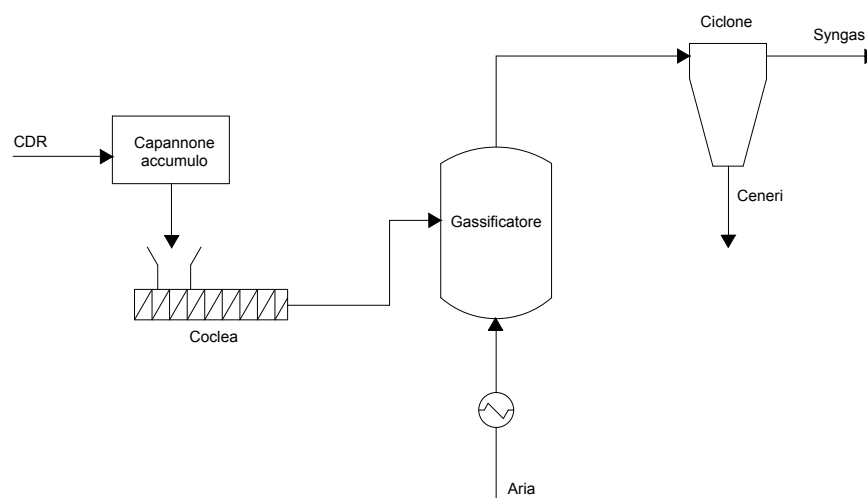 Ciclone
Syngas
CDR
Capannone
accumulo
Ceneri
Gassificatore
Coclea
Aria